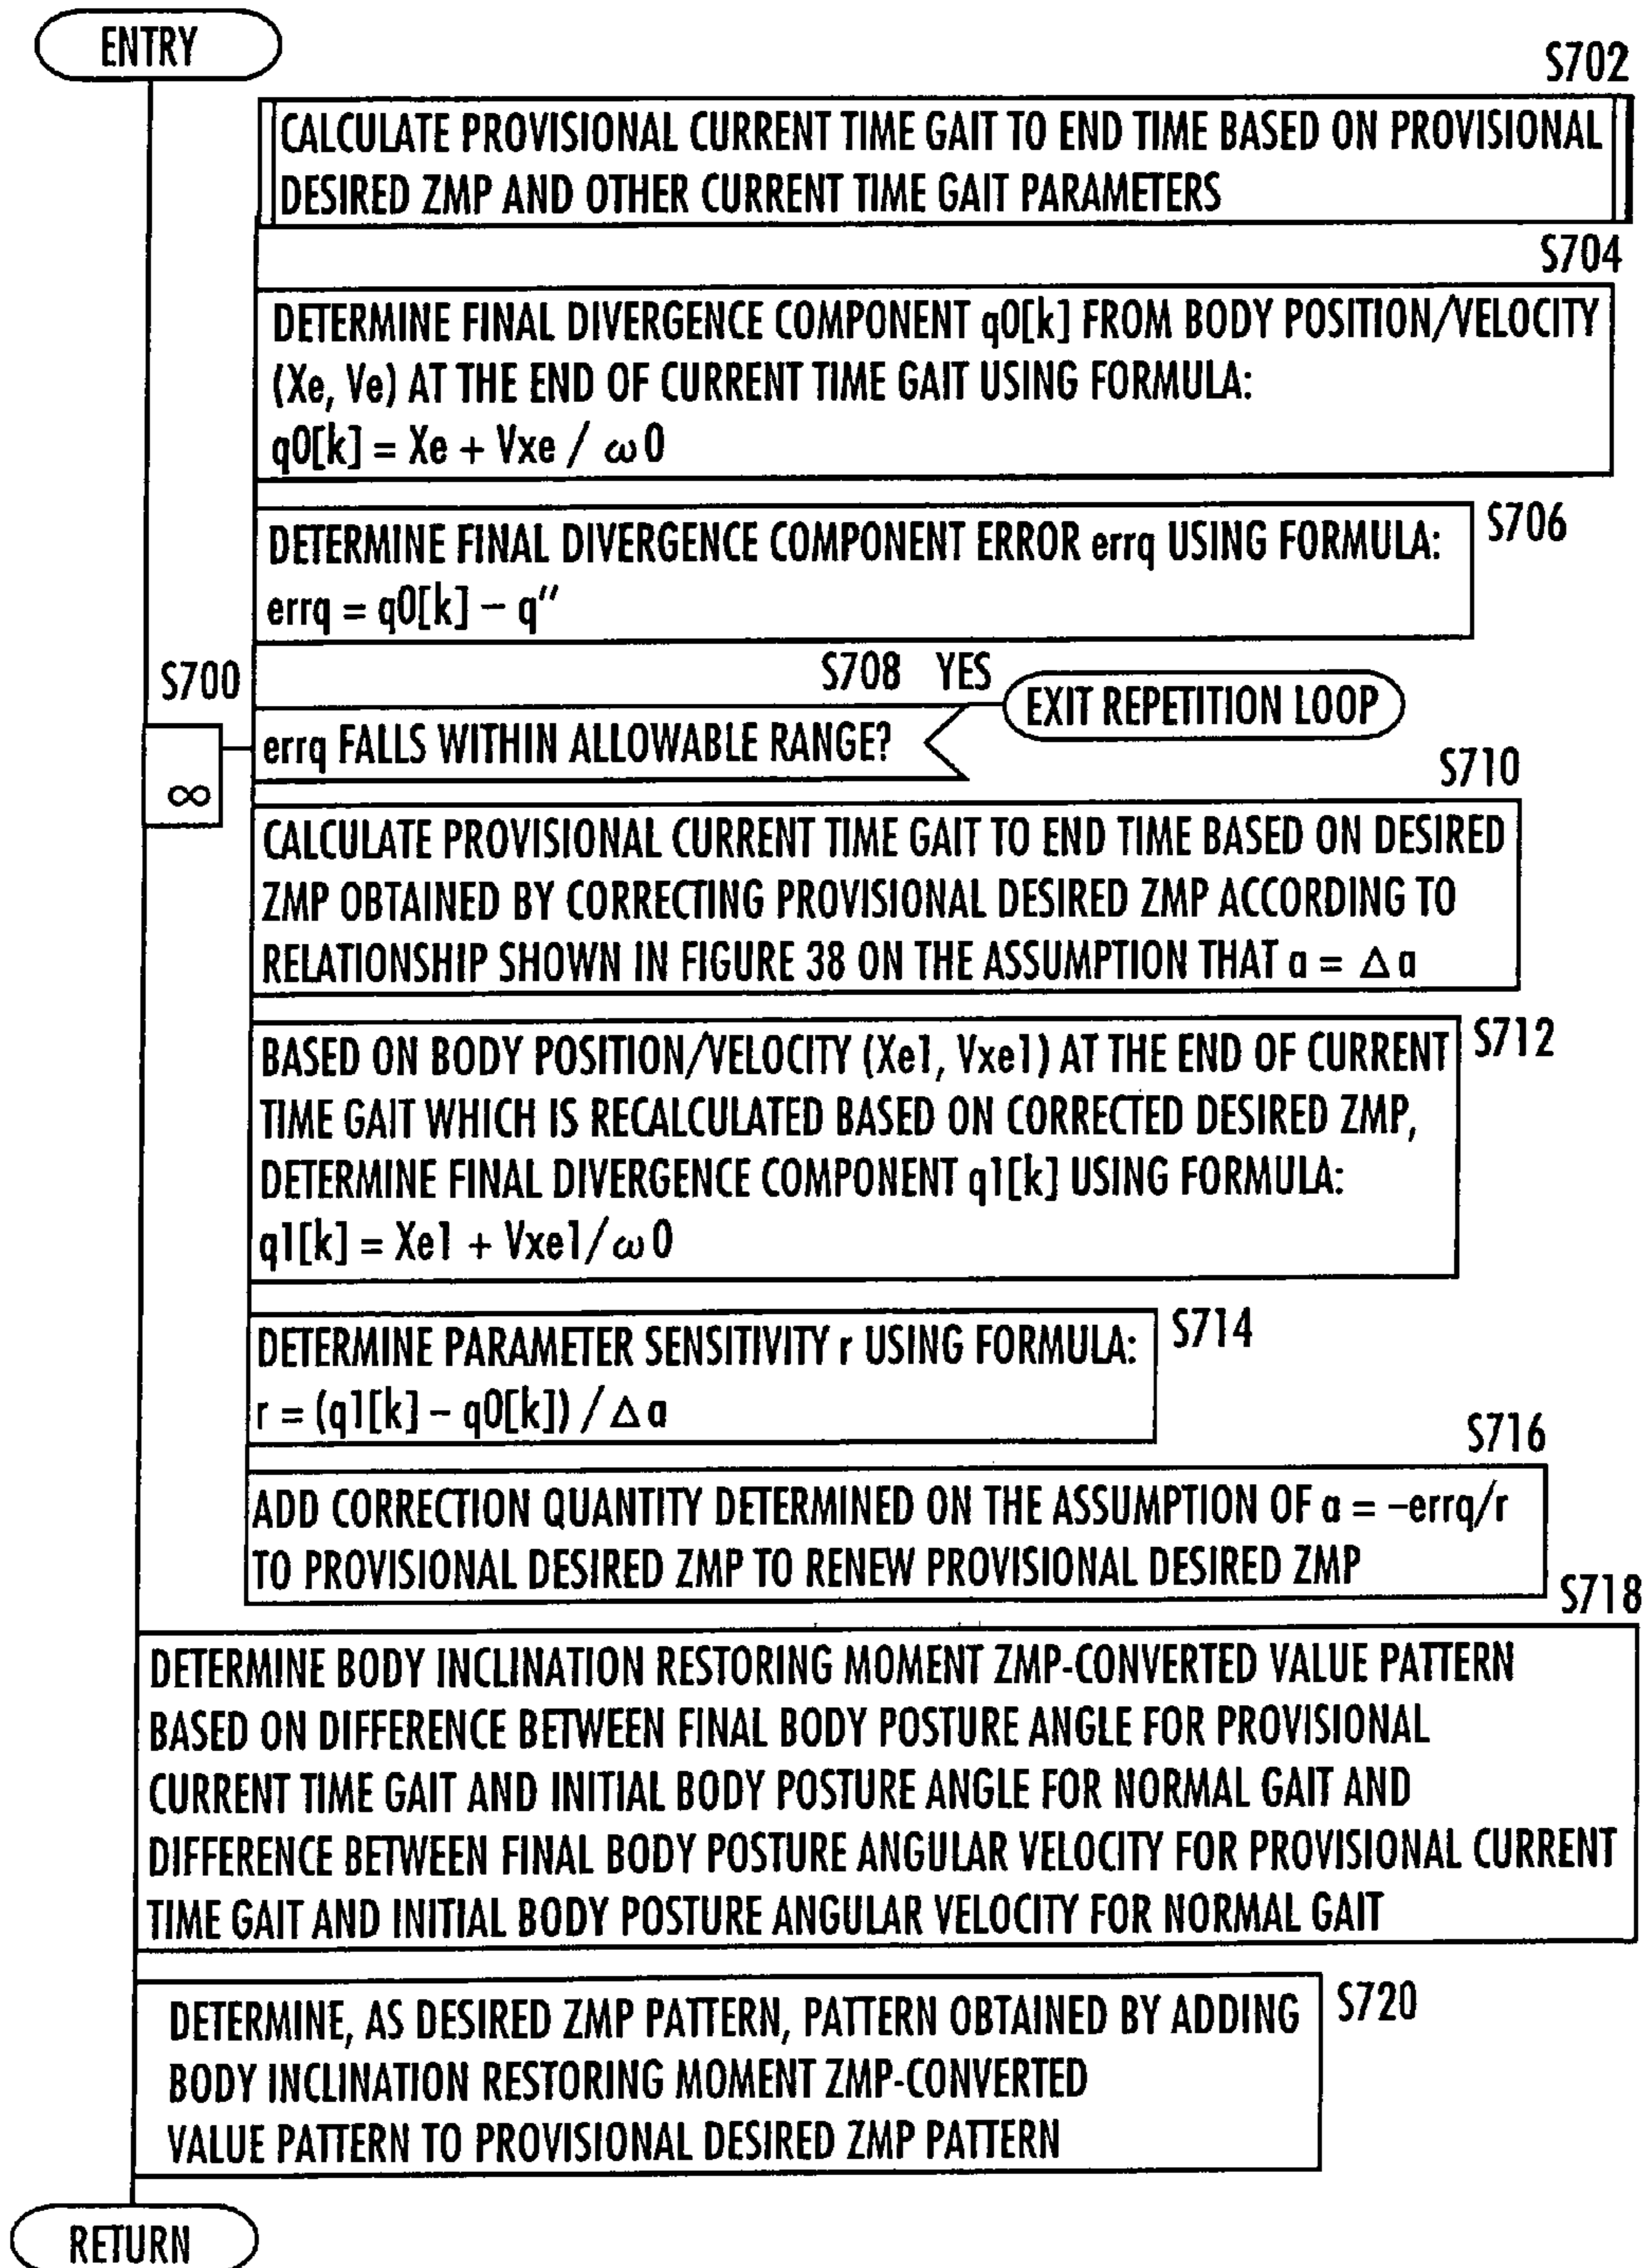 ENTRY
S702
CALCULATE PROVISIONAL CURRENT TIME GAIT TO END TIME BASED ON PROVISIONAL
DESIRED ZMP AND OTHER CURRENT TIME GAIT PARAMETERS
S704
DETERMINE FINAL DIVERGENCE COMPONENT q0[k] FROM BODY POSITION/VELOCITY
(Xe, Ve) AT THE END OF CURRENT TIME GAIT USING FORMULA:
q0[k] = Xe + Vxe / ω0
S706
DETERMINE FINAL DIVERGENCE COMPONENT ERROR errq USING FORMULA:
errq = q0[k] – q″
S700
∞
S708 YES
errq FALLS WITHIN ALLOWABLE RANGE?
EXIT REPETITION LOOP
S710
CALCULATE PROVISIONAL CURRENT TIME GAIT TO END TIME BASED ON DESIRED
ZMP OBTAINED BY CORRECTING PROVISIONAL DESIRED ZMP ACCORDING TO
RELATIONSHIP SHOWN IN FIGURE 38 ON THE ASSUMPTION THAT a = Δa
S712
BASED ON BODY POSITION/VELOCITY (Xe1, Vxe1) AT THE END OF CURRENT
TIME GAIT WHICH IS RECALCULATED BASED ON CORRECTED DESIRED ZMP,
DETERMINE FINAL DIVERGENCE COMPONENT q1[k] USING FORMULA:
q1[k] = Xe1 + Vxe1/ω0
S714
DETERMINE PARAMETER SENSITIVITY r USING FORMULA:
r = (q1[k] – q0[k]) /Δa
S716
ADD CORRECTION QUANTITY DETERMINED ON THE ASSUMPTION OF a = –errq/r
TO PROVISIONAL DESIRED ZMP TO RENEW PROVISIONAL DESIRED ZMP
S718
DETERMINE BODY INCLINATION RESTORING MOMENT ZMP-CONVERTED VALUE PATTERN
BASED ON DIFFERENCE BETWEEN FINAL BODY POSTURE ANGLE FOR PROVISIONAL
CURRENT TIME GAIT AND INITIAL BODY POSTURE ANGLE FOR NORMAL GAIT AND
DIFFERENCE BETWEEN FINAL BODY POSTURE ANGULAR VELOCITY FOR PROVISIONAL CURRENT
TIME GAIT AND INITIAL BODY POSTURE ANGULAR VELOCITY FOR NORMAL GAIT
S720
DETERMINE, AS DESIRED ZMP PATTERN, PATTERN OBTAINED BY ADDING
BODY INCLINATION RESTORING MOMENT ZMP-CONVERTED
VALUE PATTERN TO PROVISIONAL DESIRED ZMP PATTERN
RETURN